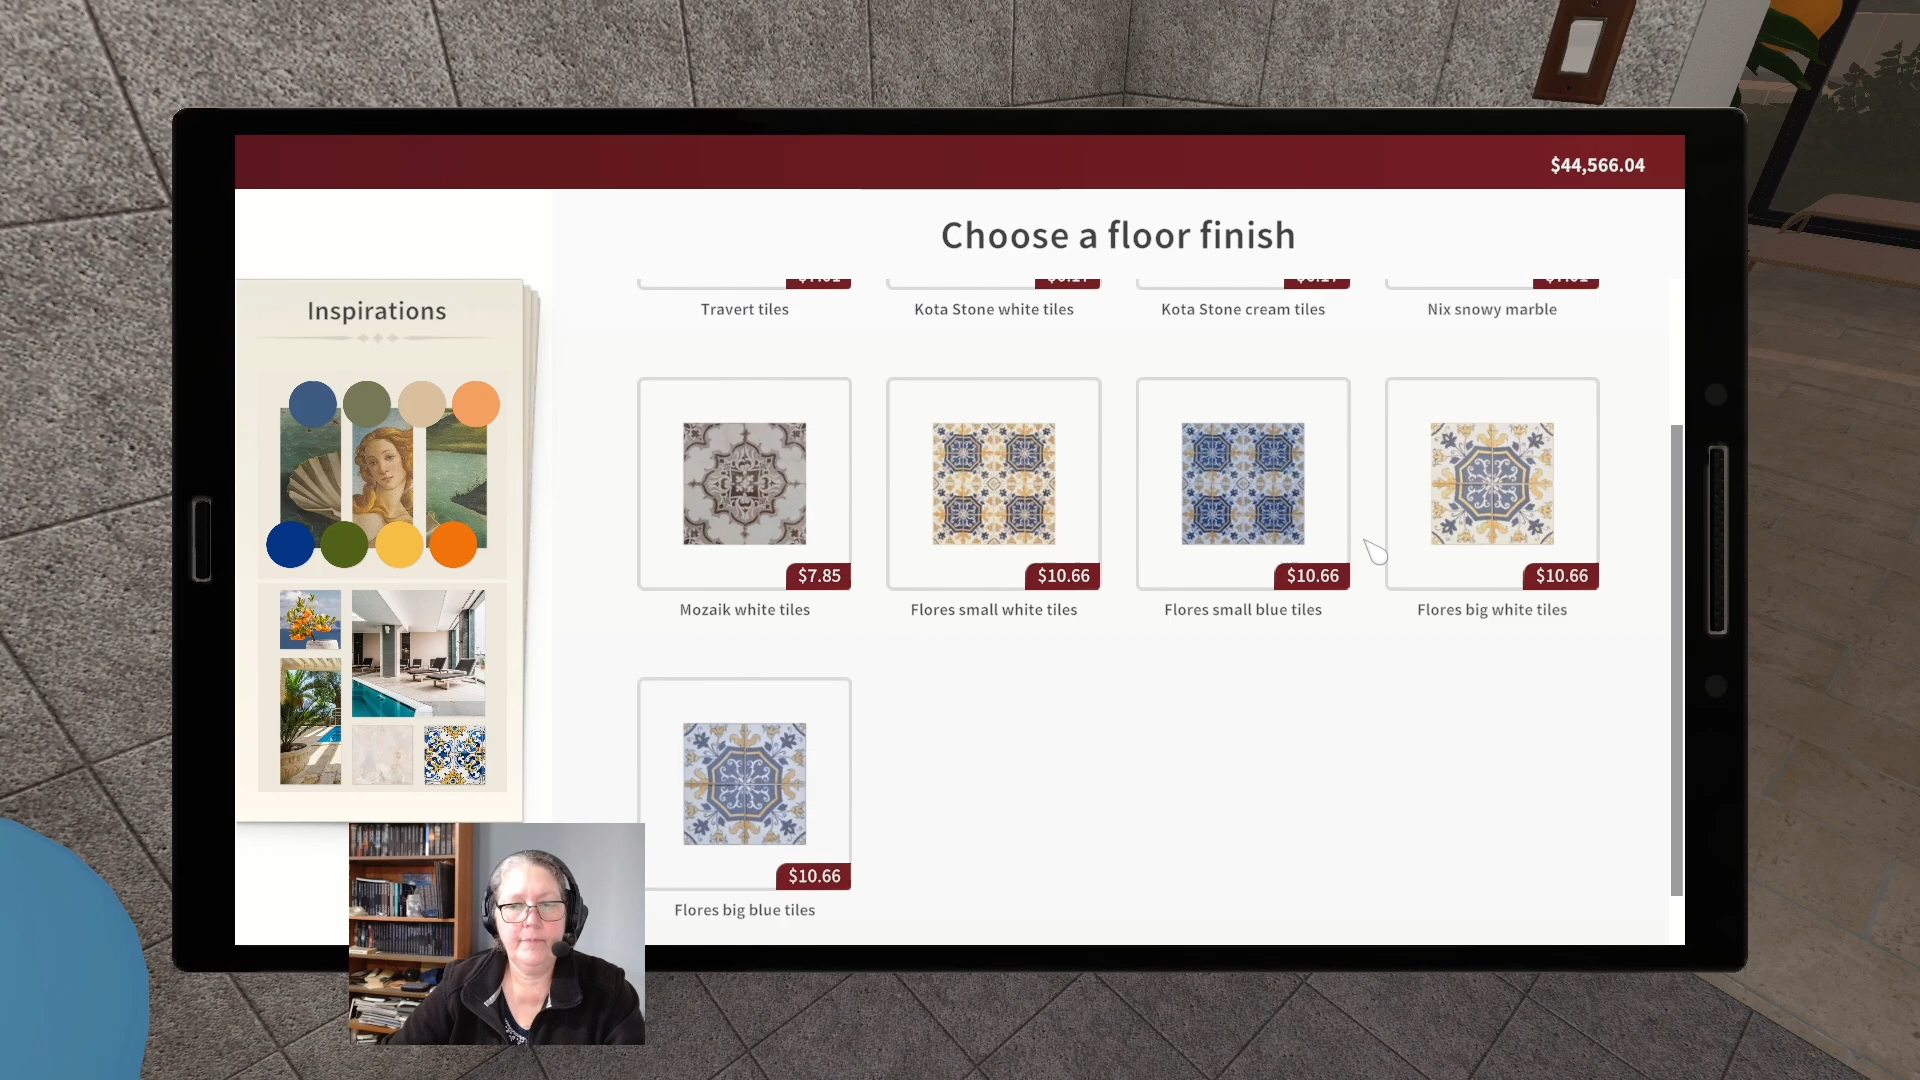 $44,566.04
Choose a floor finish
Inspirations
Travert tiles
Kota Stone white tiles
Kota Stone cream tiles
Nix snowy marble
$7.85
$10.66
$10.66
$10.66
Mozaik white tiles
Flores small white tiles
Flores small blue tiles
Flores big white tiles
$10.66
Flores big blue tiles